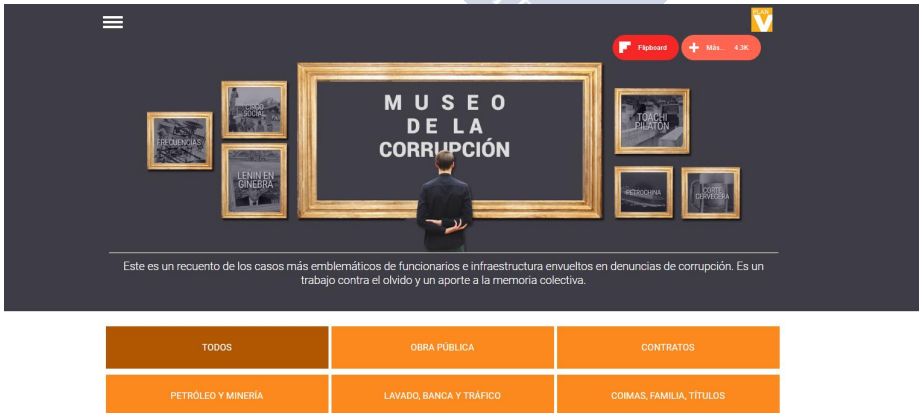 PLAN
V
Flipboard
Más... 4.3K
MUSEO
DE LA
CORRUPCIÓN
CIRCO
SOCIAL
FRECUENCIAS
LENIN EN
GINEBRA
TOACHI
PILATÓN
PETROCHINA
CORTE
CERVECERA
Este es un recuento de los casos más emblemáticos de funcionarios e infraestructura envueltos en denuncias de corrupción. Es un
trabajo contra el olvido y un aporte a la memoria colectiva.
TODOS
OBRA PÚBLICA
CONTRATOS
PETRÓLEO Y MINERÍA
LAVADO, BANCA Y TRÁFICO
COIMAS, FAMILIA, TÍTULOS